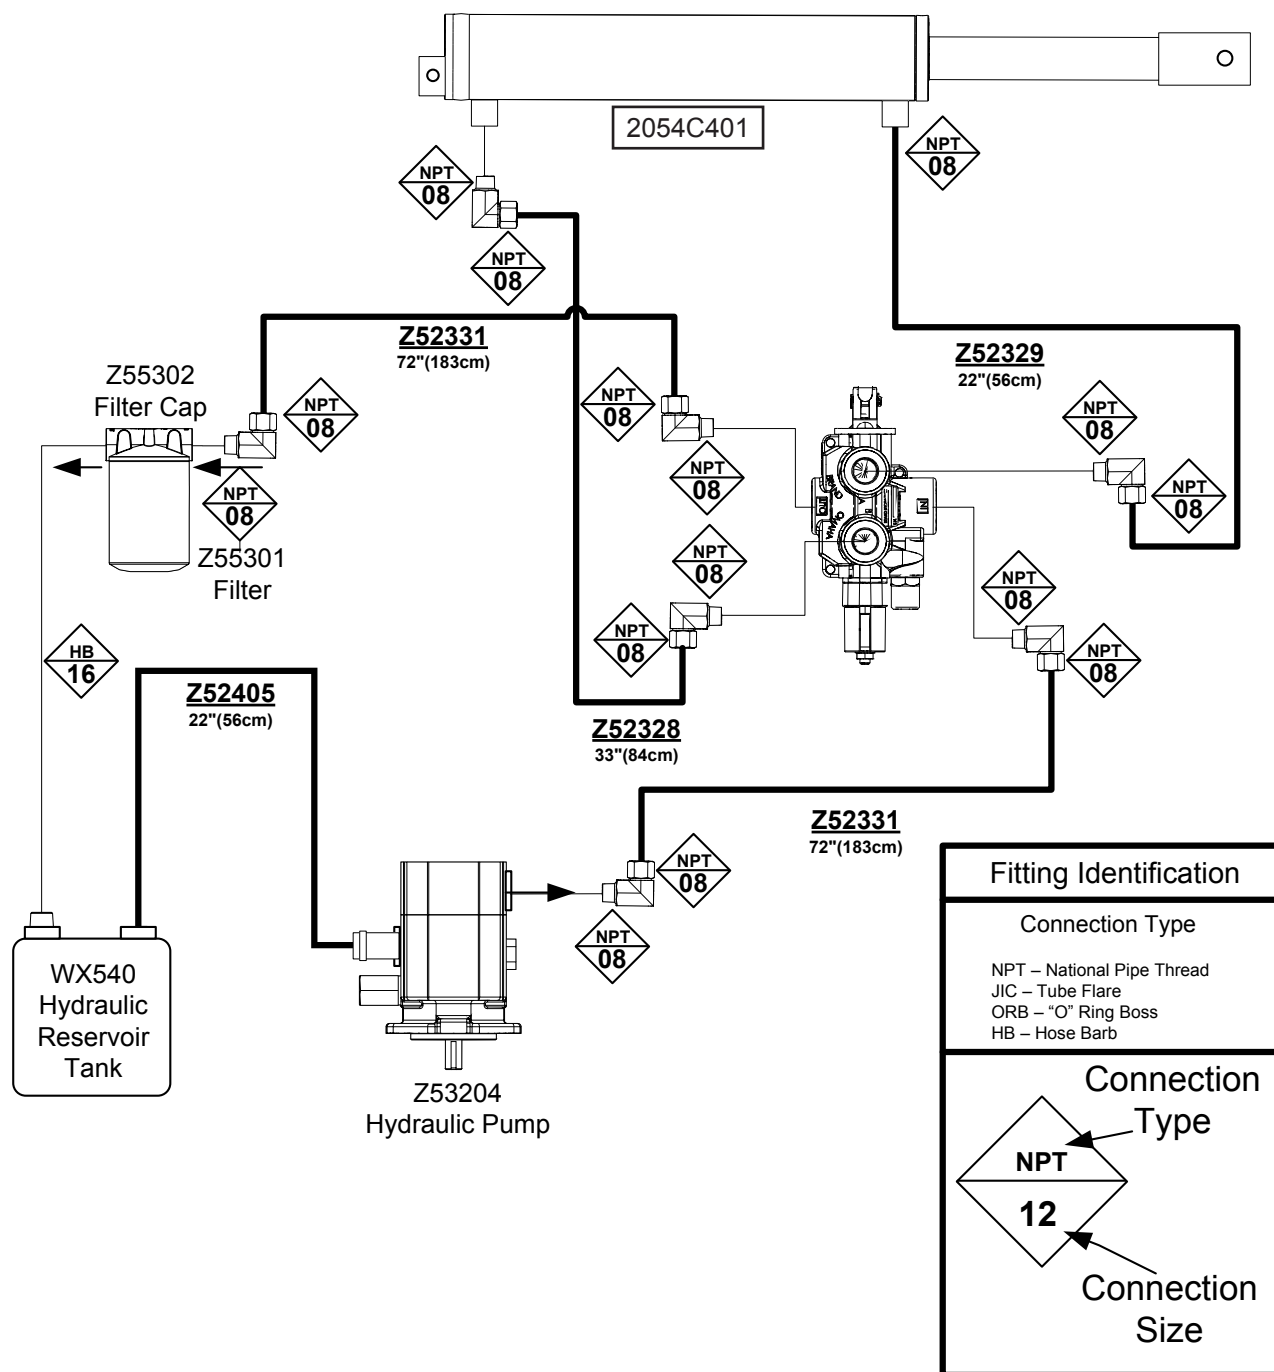 2054C401
NPT
08
NPT
08
NPT
08
Z52331
72"(183cm)
Z52329
22"(56cm)
Z55302
Filter Cap
NPT
08
NPT
08
NPT
08
NPT
08
NPT
08
NPT
08
Z55301
Filter
OUT
IN
A
B
NPT
08
NPT
08
NPT
08
NPT
08
HB
16
Z52405
22"(56cm)
Z52328
33"(84cm)
Z52331
72"(183cm)
NPT
08
NPT
08
WX540
Hydraulic
Reservoir
Tank
Z53204
Hydraulic Pump
Fitting Identification
Connection Type
NPT – National Pipe Thread
JIC – Tube Flare
ORB – “O” Ring Boss
HB – Hose Barb
Connection
Type
NPT
12
Connection
Size